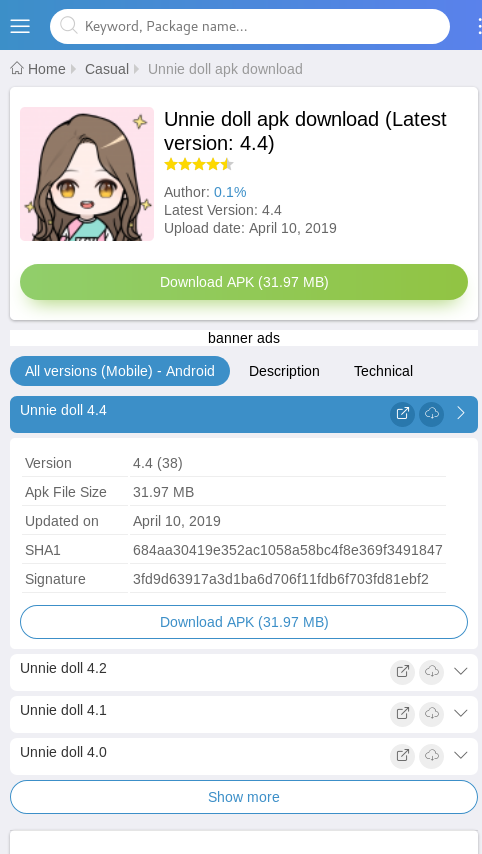 Keyword, Package name...
Home Casual Unnie doll apk download
Unnie doll apk download (Latest
version: 4.4)
Author: 0.1%
Latest Version: 4.4
Upload date: April 10, 2019
Download APK (31.97 MB)
banner ads
All versions (Mobile) - Android Description Technical
Unnie doll 4.4
Version 4.4 (38)
Apk File Size 31.97 MB
Updated on April 10, 2019
SHA1 684aa30419e352ac1058a58bc4f8e369f3491847
Signature 3fd9d63917a3d1ba6d706f11fdb6f703fd81ebf2
Download APK (31.97 MB)
Unnie doll 4.2
Unnie doll 4.1
Unnie doll 4.0
Show more